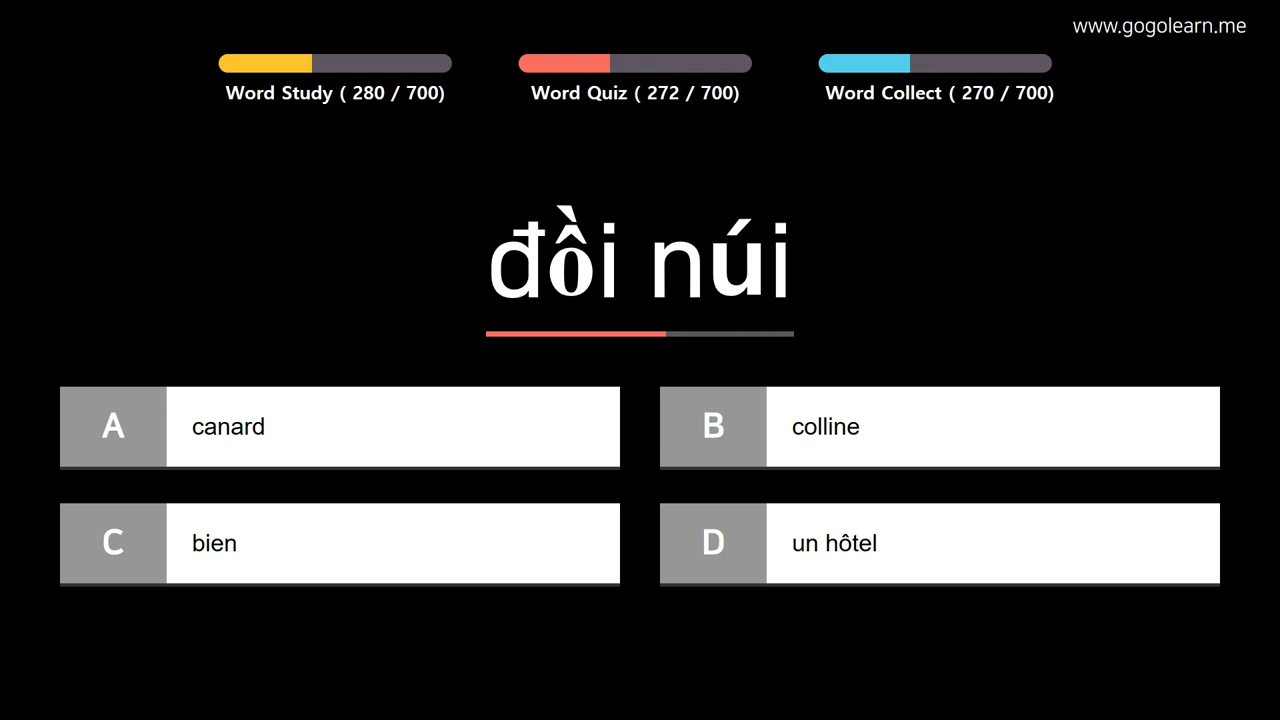 www.gogolearn.me
Word Study ( 280 / 700)
Word Quiz ( 272 / 700)
Word Collect ( 270 / 700)
đồi núi
A canard
B colline
C bien
D un hôtel